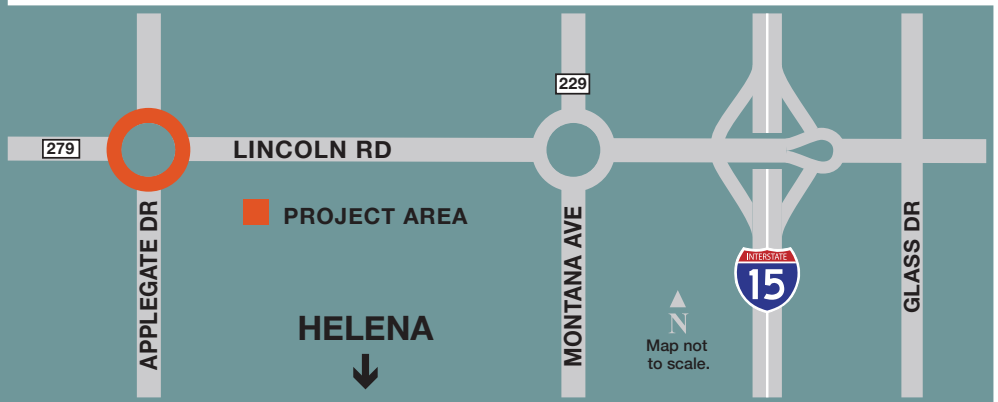 229
279
LINCOLN RD
PROJECT AREA
APPLEGATE DR
MONTANA AVE
GLASS DR
INTERSTATE
15
HELENA
N
Map not
to scale.